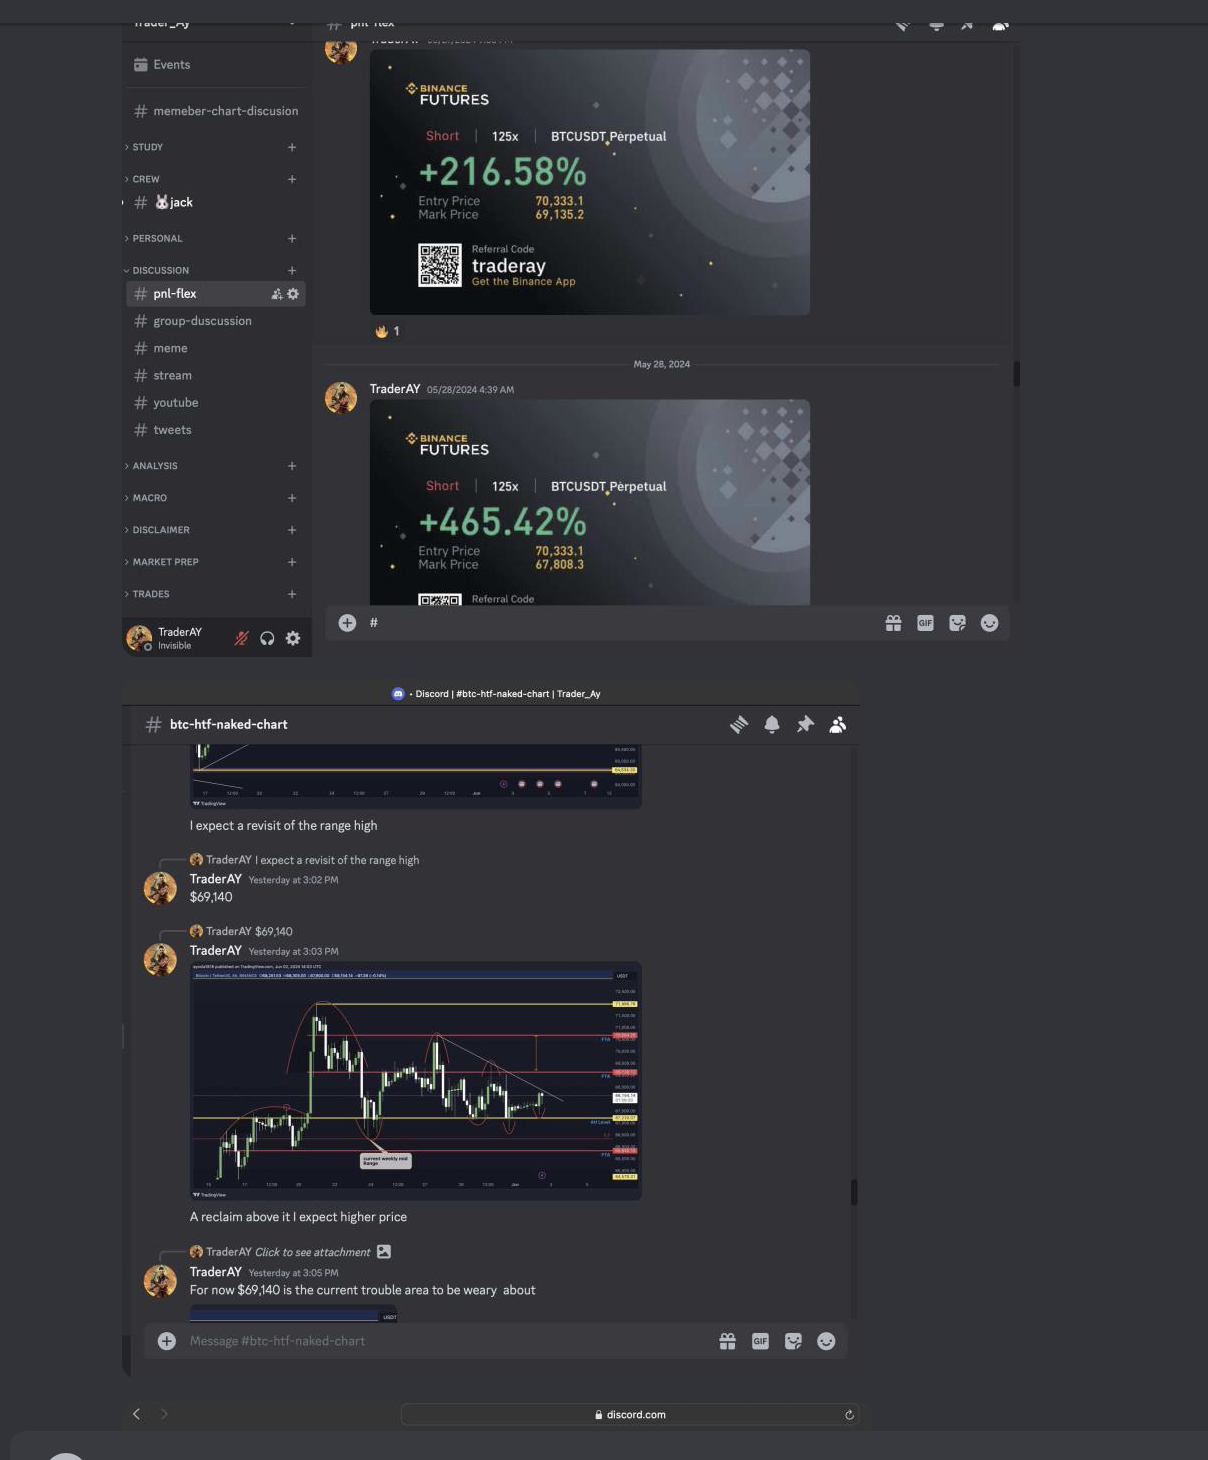 Trader_Ay
pnl-flex
Events
memeber-chart-discusion
STUDY
CREW
jack
PERSONAL
DISCUSSION
pnl-flex
group-duscussion
meme
stream
youtube
tweets
ANALYSIS
MACRO
DISCLAIMER
MARKET PREP
TRADES
TraderAY
Invisible
BINANCE
FUTURES
Short | 125x | BTCUSDT Perpetual
+216.58%
Entry Price 70,333.1
Mark Price 69,135.2
Referral Code
traderay
Get the Binance App
1
May 28, 2024
TraderAY 05/28/2024 4:39 AM
BINANCE
FUTURES
Short | 125x | BTCUSDT Perpetual
+465.42%
Entry Price 70,333.1
Mark Price 67,808.3
Referral Code
#
GIF
• Discord | #btc-htf-naked-chart | Trader_Ay
# btc-htf-naked-chart
TradingView
I expect a revisit of the range high
TraderAY I expect a revisit of the range high
TraderAY Yesterday at 3:02 PM
$69,140
TraderAY $69,140
TraderAY Yesterday at 3:03 PM
USDT
current weekly mid
Range
TradingView
A reclaim above it I expect higher price
TraderAY Click to see attachment
TraderAY Yesterday at 3:05 PM
For now $69,140 is the current trouble area to be weary about
USDT
Message #btc-htf-naked-chart
GIF
discord.com